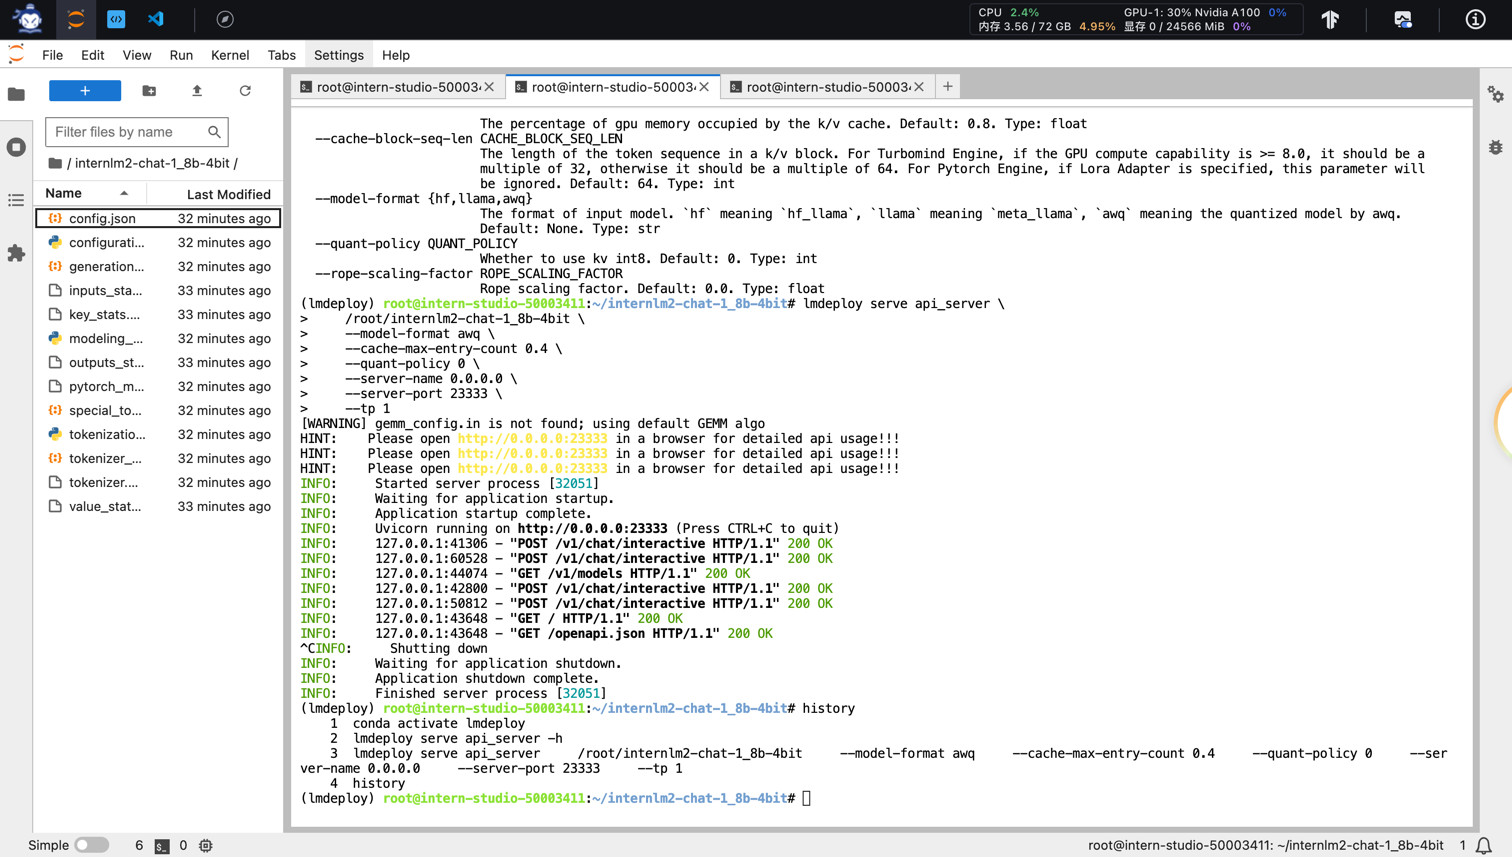 CPU 2.4% GPU-1: 30% Nvidia A100 0%
内存 3.56 / 72 GB 4.95% 显存 0 / 24566 MiB 0%
File Edit View Run Kernel Tabs Settings Help
root@intern-studio-50003 root@intern-studio-50003 root@intern-studio-50003
Filter files by name
/ internlm2-chat-1_8b-4bit /
Name Last Modified
config.json 32 minutes ago
configurati... 32 minutes ago
generation... 32 minutes ago
inputs_sta... 33 minutes ago
key_stats.... 33 minutes ago
modeling_... 32 minutes ago
outputs_st... 33 minutes ago
pytorch_m... 32 minutes ago
special_to... 32 minutes ago
tokenizatio... 32 minutes ago
tokenizer_... 32 minutes ago
tokenizer.... 32 minutes ago
value_stat... 33 minutes ago
The percentage of gpu memory occupied by the k/v cache. Default: 0.8. Type: float
--cache-block-seq-len CACHE_BLOCK_SEQ_LEN
The length of the token sequence in a k/v block. For Turbomind Engine, if the GPU compute capability is >= 8.0, it should be a
multiple of 32, otherwise it should be a multiple of 64. For Pytorch Engine, if Lora Adapter is specified, this parameter will
be ignored. Default: 64. Type: int
--model-format {hf,llama,awq}
The format of input model. `hf` meaning `hf_llama`, `llama` meaning `meta_llama`, `awq` meaning the quantized model by awq.
Default: None. Type: str
--quant-policy QUANT_POLICY
Whether to use kv int8. Default: 0. Type: int
--rope-scaling-factor ROPE_SCALING_FACTOR
Rope scaling factor. Default: 0.0. Type: float
(lmdeploy) root@intern-studio-50003411:~/internlm2-chat-1_8b-4bit# lmdeploy serve api_server \
> /root/internlm2-chat-1_8b-4bit \
> --model-format awq \
> --cache-max-entry-count 0.4 \
> --quant-policy 0 \
> --server-name 0.0.0.0 \
> --server-port 23333 \
> --tp 1
[WARNING] gemm_config.in is not found; using default GEMM algo
HINT: Please open http://0.0.0.0:23333 in a browser for detailed api usage!!!
HINT: Please open http://0.0.0.0:23333 in a browser for detailed api usage!!!
HINT: Please open http://0.0.0.0:23333 in a browser for detailed api usage!!!
INFO: Started server process [32051]
INFO: Waiting for application startup.
INFO: Application startup complete.
INFO: Uvicorn running on http://0.0.0.0:23333 (Press CTRL+C to quit)
INFO: 127.0.0.1:41306 - "POST /v1/chat/interactive HTTP/1.1" 200 OK
INFO: 127.0.0.1:60528 - "POST /v1/chat/interactive HTTP/1.1" 200 OK
INFO: 127.0.0.1:44074 - "GET /v1/models HTTP/1.1" 200 OK
INFO: 127.0.0.1:42800 - "POST /v1/chat/interactive HTTP/1.1" 200 OK
INFO: 127.0.0.1:50812 - "POST /v1/chat/interactive HTTP/1.1" 200 OK
INFO: 127.0.0.1:43648 - "GET / HTTP/1.1" 200 OK
INFO: 127.0.0.1:43648 - "GET /openapi.json HTTP/1.1" 200 OK
^CINFO: Shutting down
INFO: Waiting for application shutdown.
INFO: Application shutdown complete.
INFO: Finished server process [32051]
(lmdeploy) root@intern-studio-50003411:~/internlm2-chat-1_8b-4bit# history
1 conda activate lmdeploy
2 lmdeploy serve api_server -h
3 lmdeploy serve api_server /root/internlm2-chat-1_8b-4bit --model-format awq --cache-max-entry-count 0.4 --quant-policy 0 --ser
ver-name 0.0.0.0 --server-port 23333 --tp 1
4 history
(lmdeploy) root@intern-studio-50003411:~/internlm2-chat-1_8b-4bit#
Simple 6 0 root@intern-studio-50003411: ~/internlm2-chat-1_8b-4bit 1